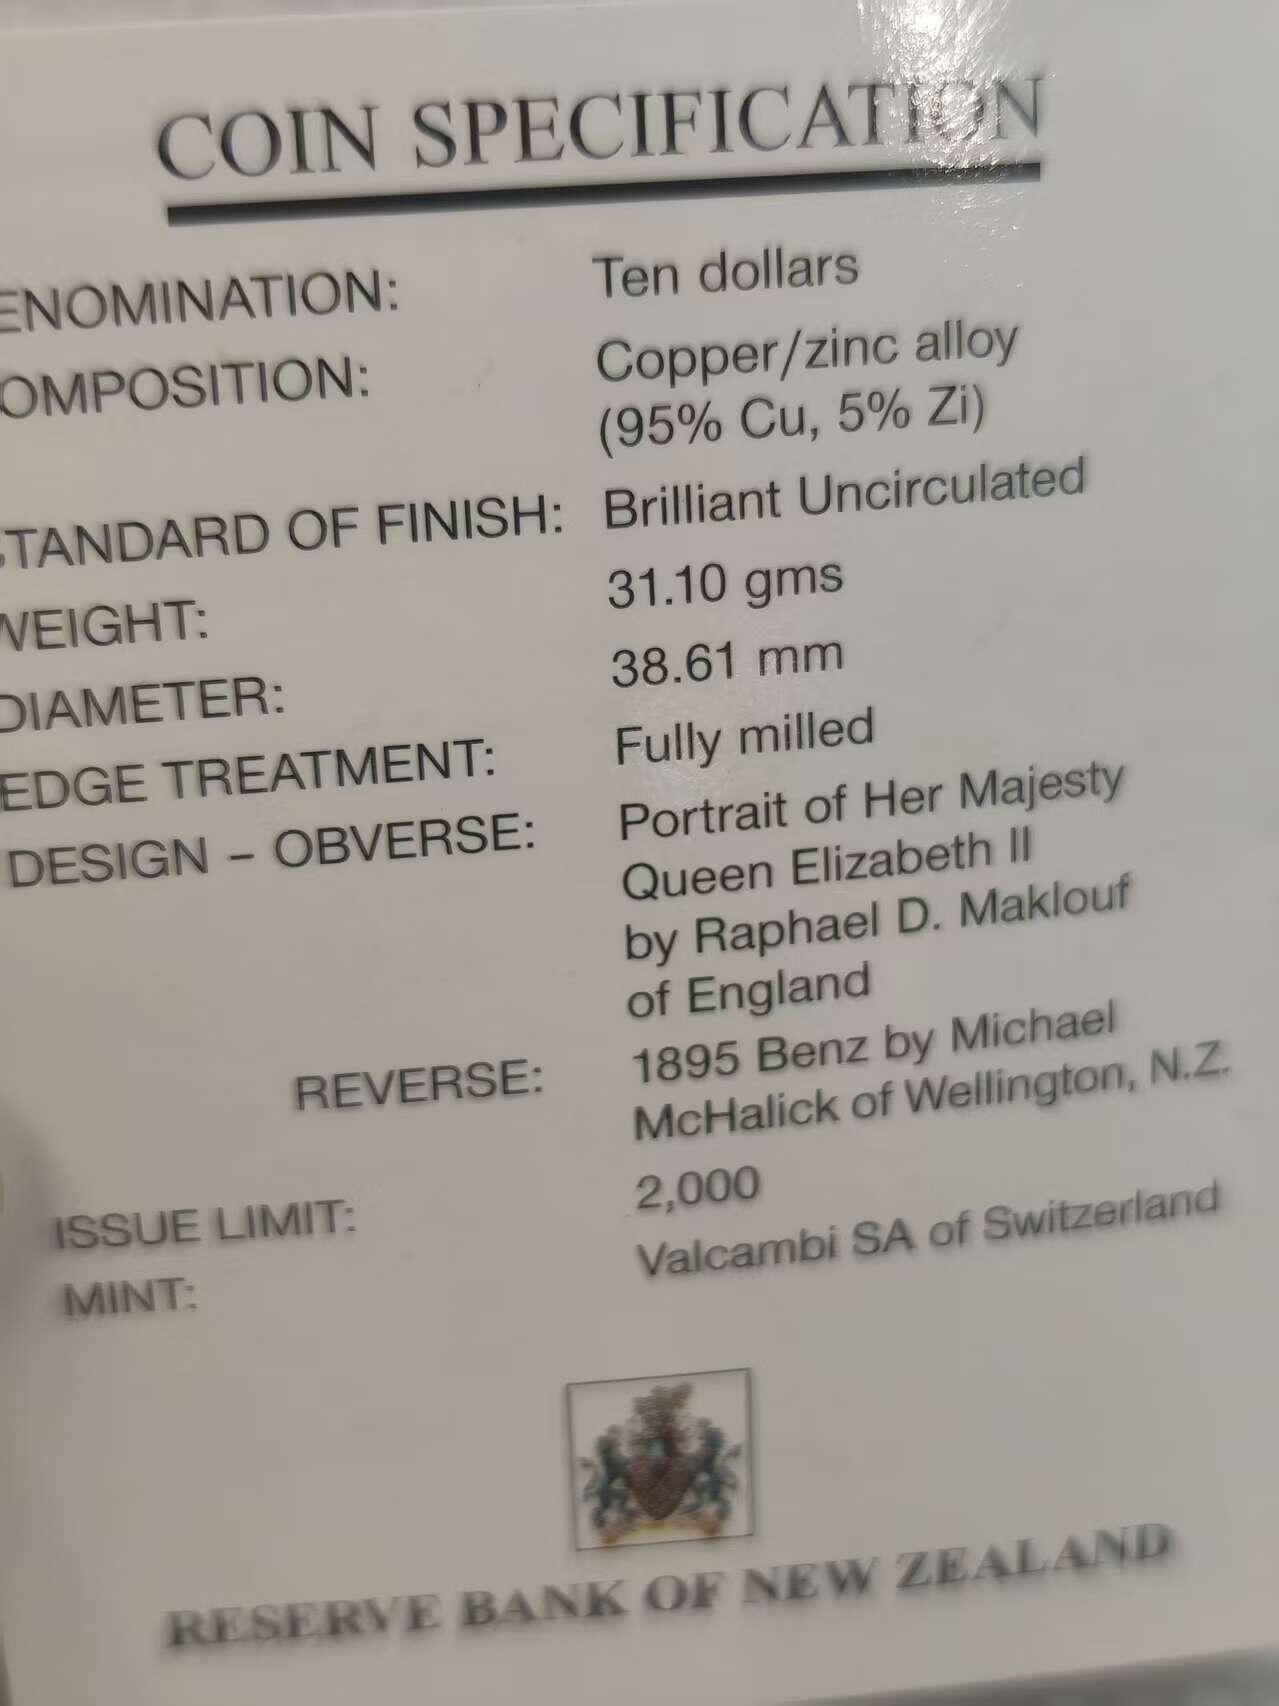 COIN SPECIFICATION
ENOMINATION: Ten dollars
OMPOSITION: Copper/zinc alloy
(95% Cu, 5% Zi)
STANDARD OF FINISH: Brilliant Uncirculated
WEIGHT: 31.10 gms
DIAMETER: 38.61 mm
EDGE TREATMENT: Fully milled
DESIGN – OBVERSE: Portrait of Her Majesty
Queen Elizabeth II
by Raphael D. Maklouf
of England
REVERSE: 1895 Benz by Michael
McHalick of Wellington, N.Z.
ISSUE LIMIT: 2,000
MINT: Valcambi SA of Switzerland
RESERVE BANK OF NEW ZEALAND